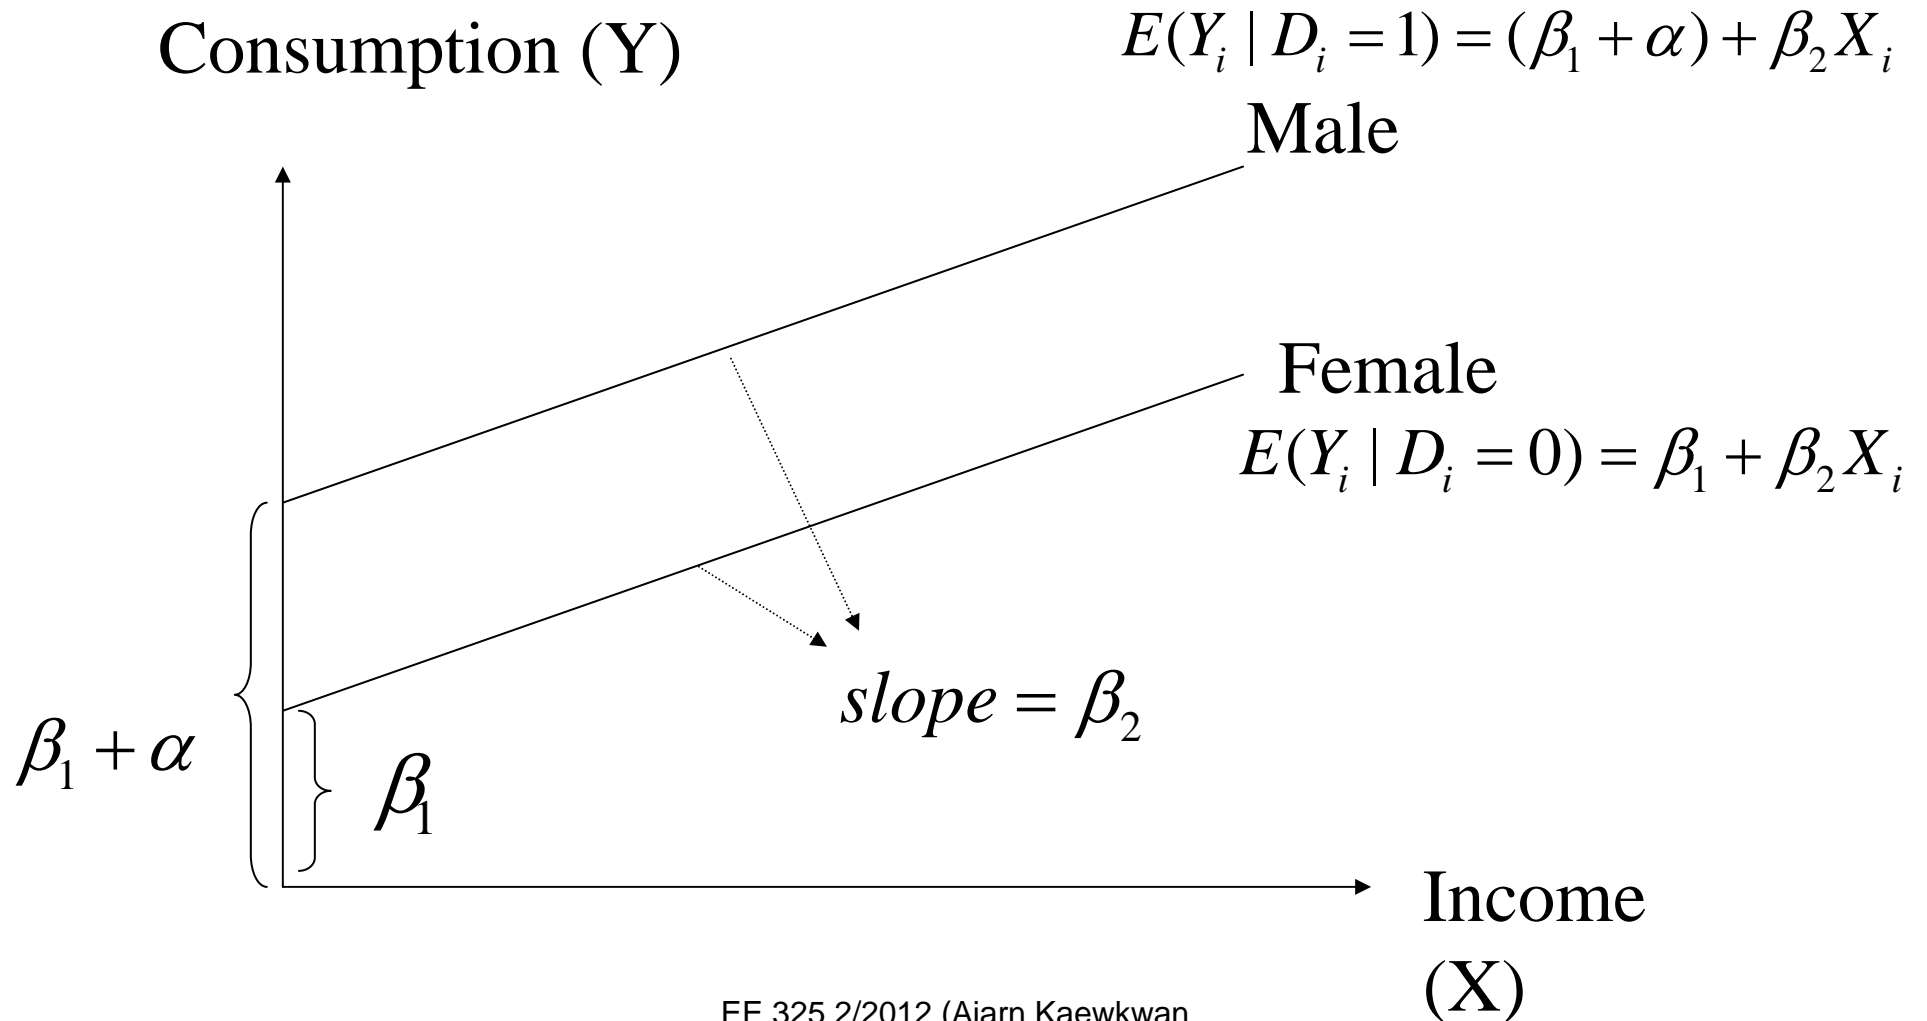 Consumption (Y)
E(Y_i | D_i = 1) = (β_1 + α) + β_2 X_i
Male
Female
E(Y_i | D_i = 0) = β_1 + β_2 X_i
slope = β_2
β_1 + α
β_1
Income
(X)
EE 325 2/2012 (Ajarn Kaewkwan